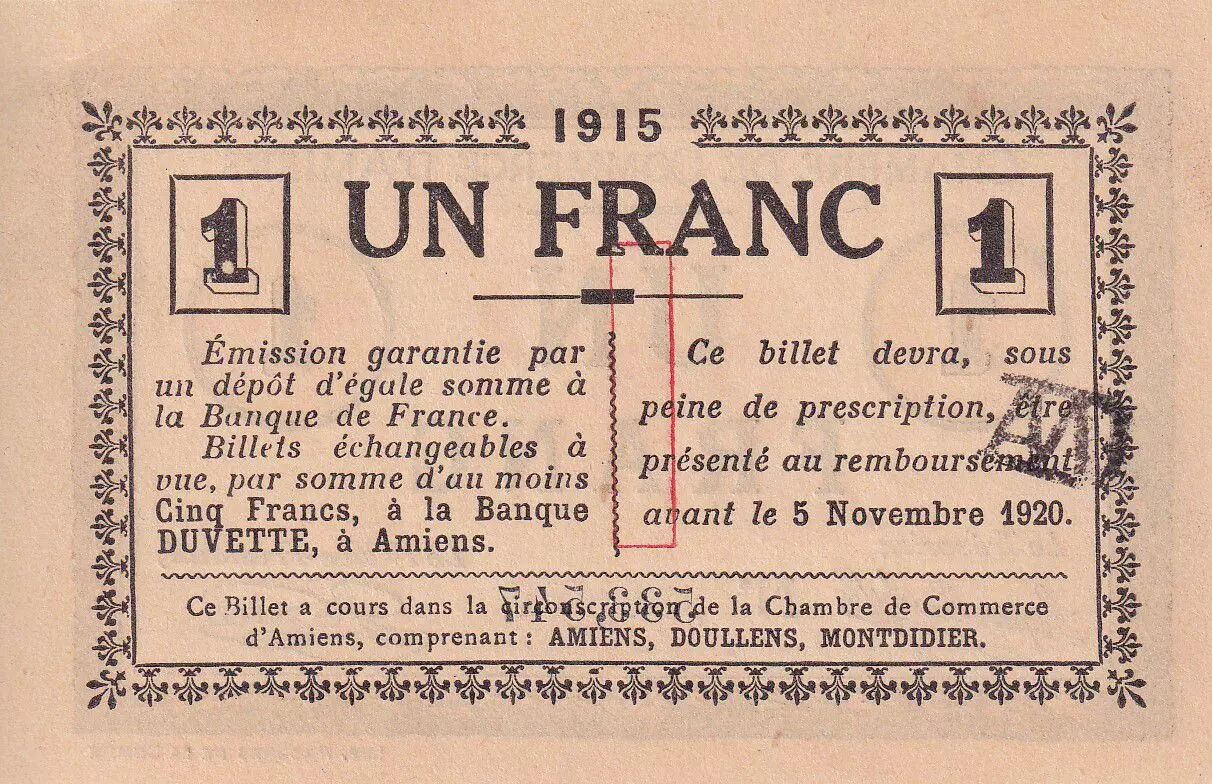 1915
1 UN FRANC 1
Émission garantie par
un dépôt d'égale somme à
la Banque de France.
Billets échangeables à
vue, par somme d'au moins
Cinq Francs, à la Banque
DUVETTE, à Amiens.
Ce billet devra, sous
peine de prescription, être
présenté au remboursement
avant le 5 Novembre 1920.
Ce Billet a cours dans la circonscription de la Chambre de Commerce
d'Amiens, comprenant : AMIENS, DOULLENS, MONTDIDIER.